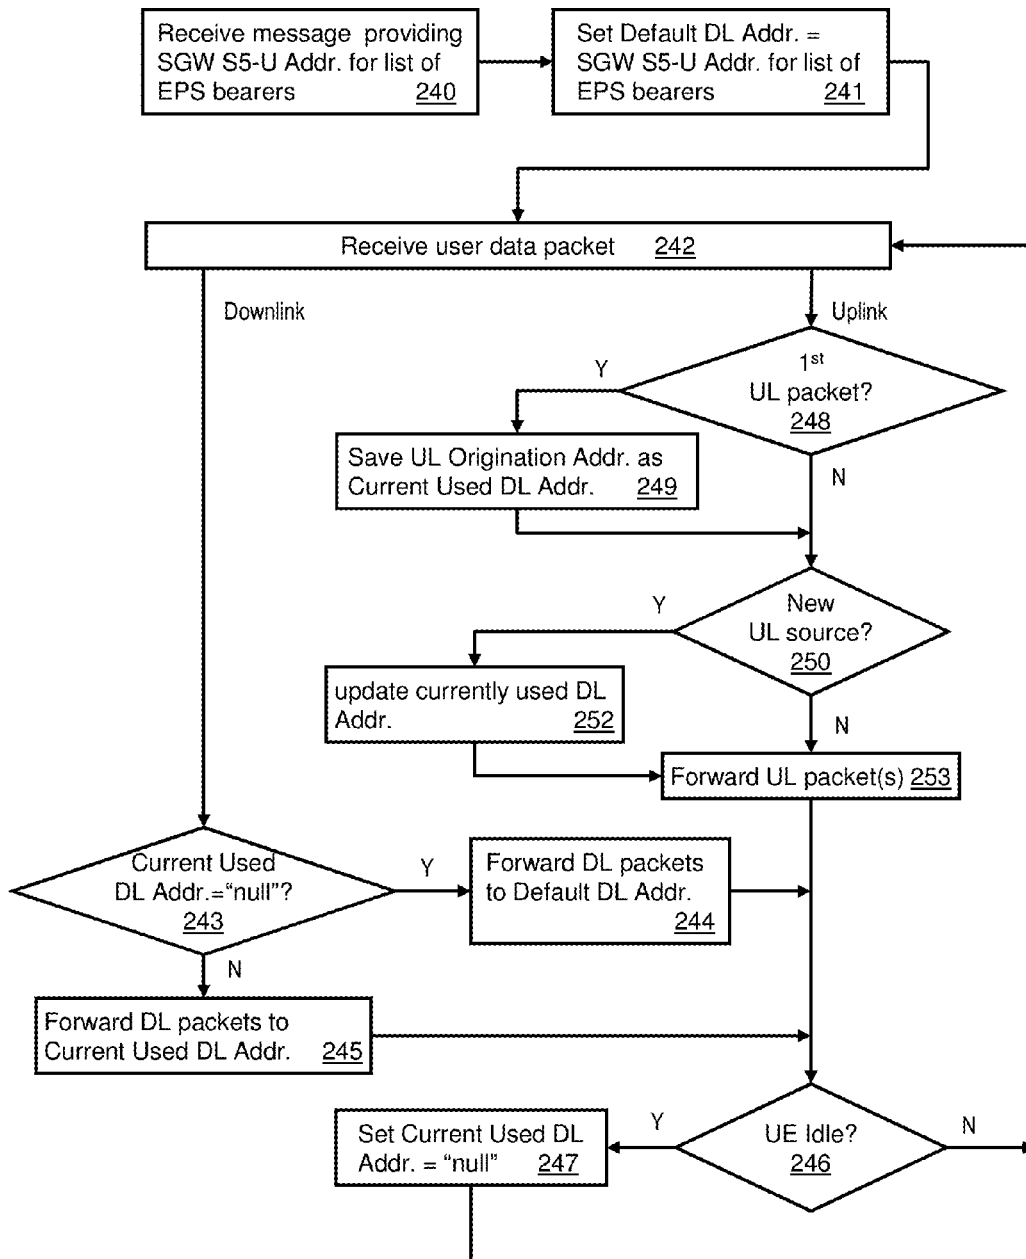 Receive message providing
SGW S5-U Addr. for list of
EPS bearers 240
Set Default DL Addr. =
SGW S5-U Addr. for list of
EPS bearers 241
Receive user data packet 242
Downlink
Uplink
1st
UL packet?
248
Y
N
Save UL Origination Addr. as
Current Used DL Addr. 249
New
UL source?
250
Y
N
update currently used DL
Addr. 252
Forward UL packet(s) 253
Current Used
DL Addr.="null"?
243
Y
N
Forward DL packets
to Default DL Addr.
244
Forward DL packets to
Current Used DL Addr. 245
UE Idle?
246
Y
N
Set Current Used DL
Addr. = “null” 247